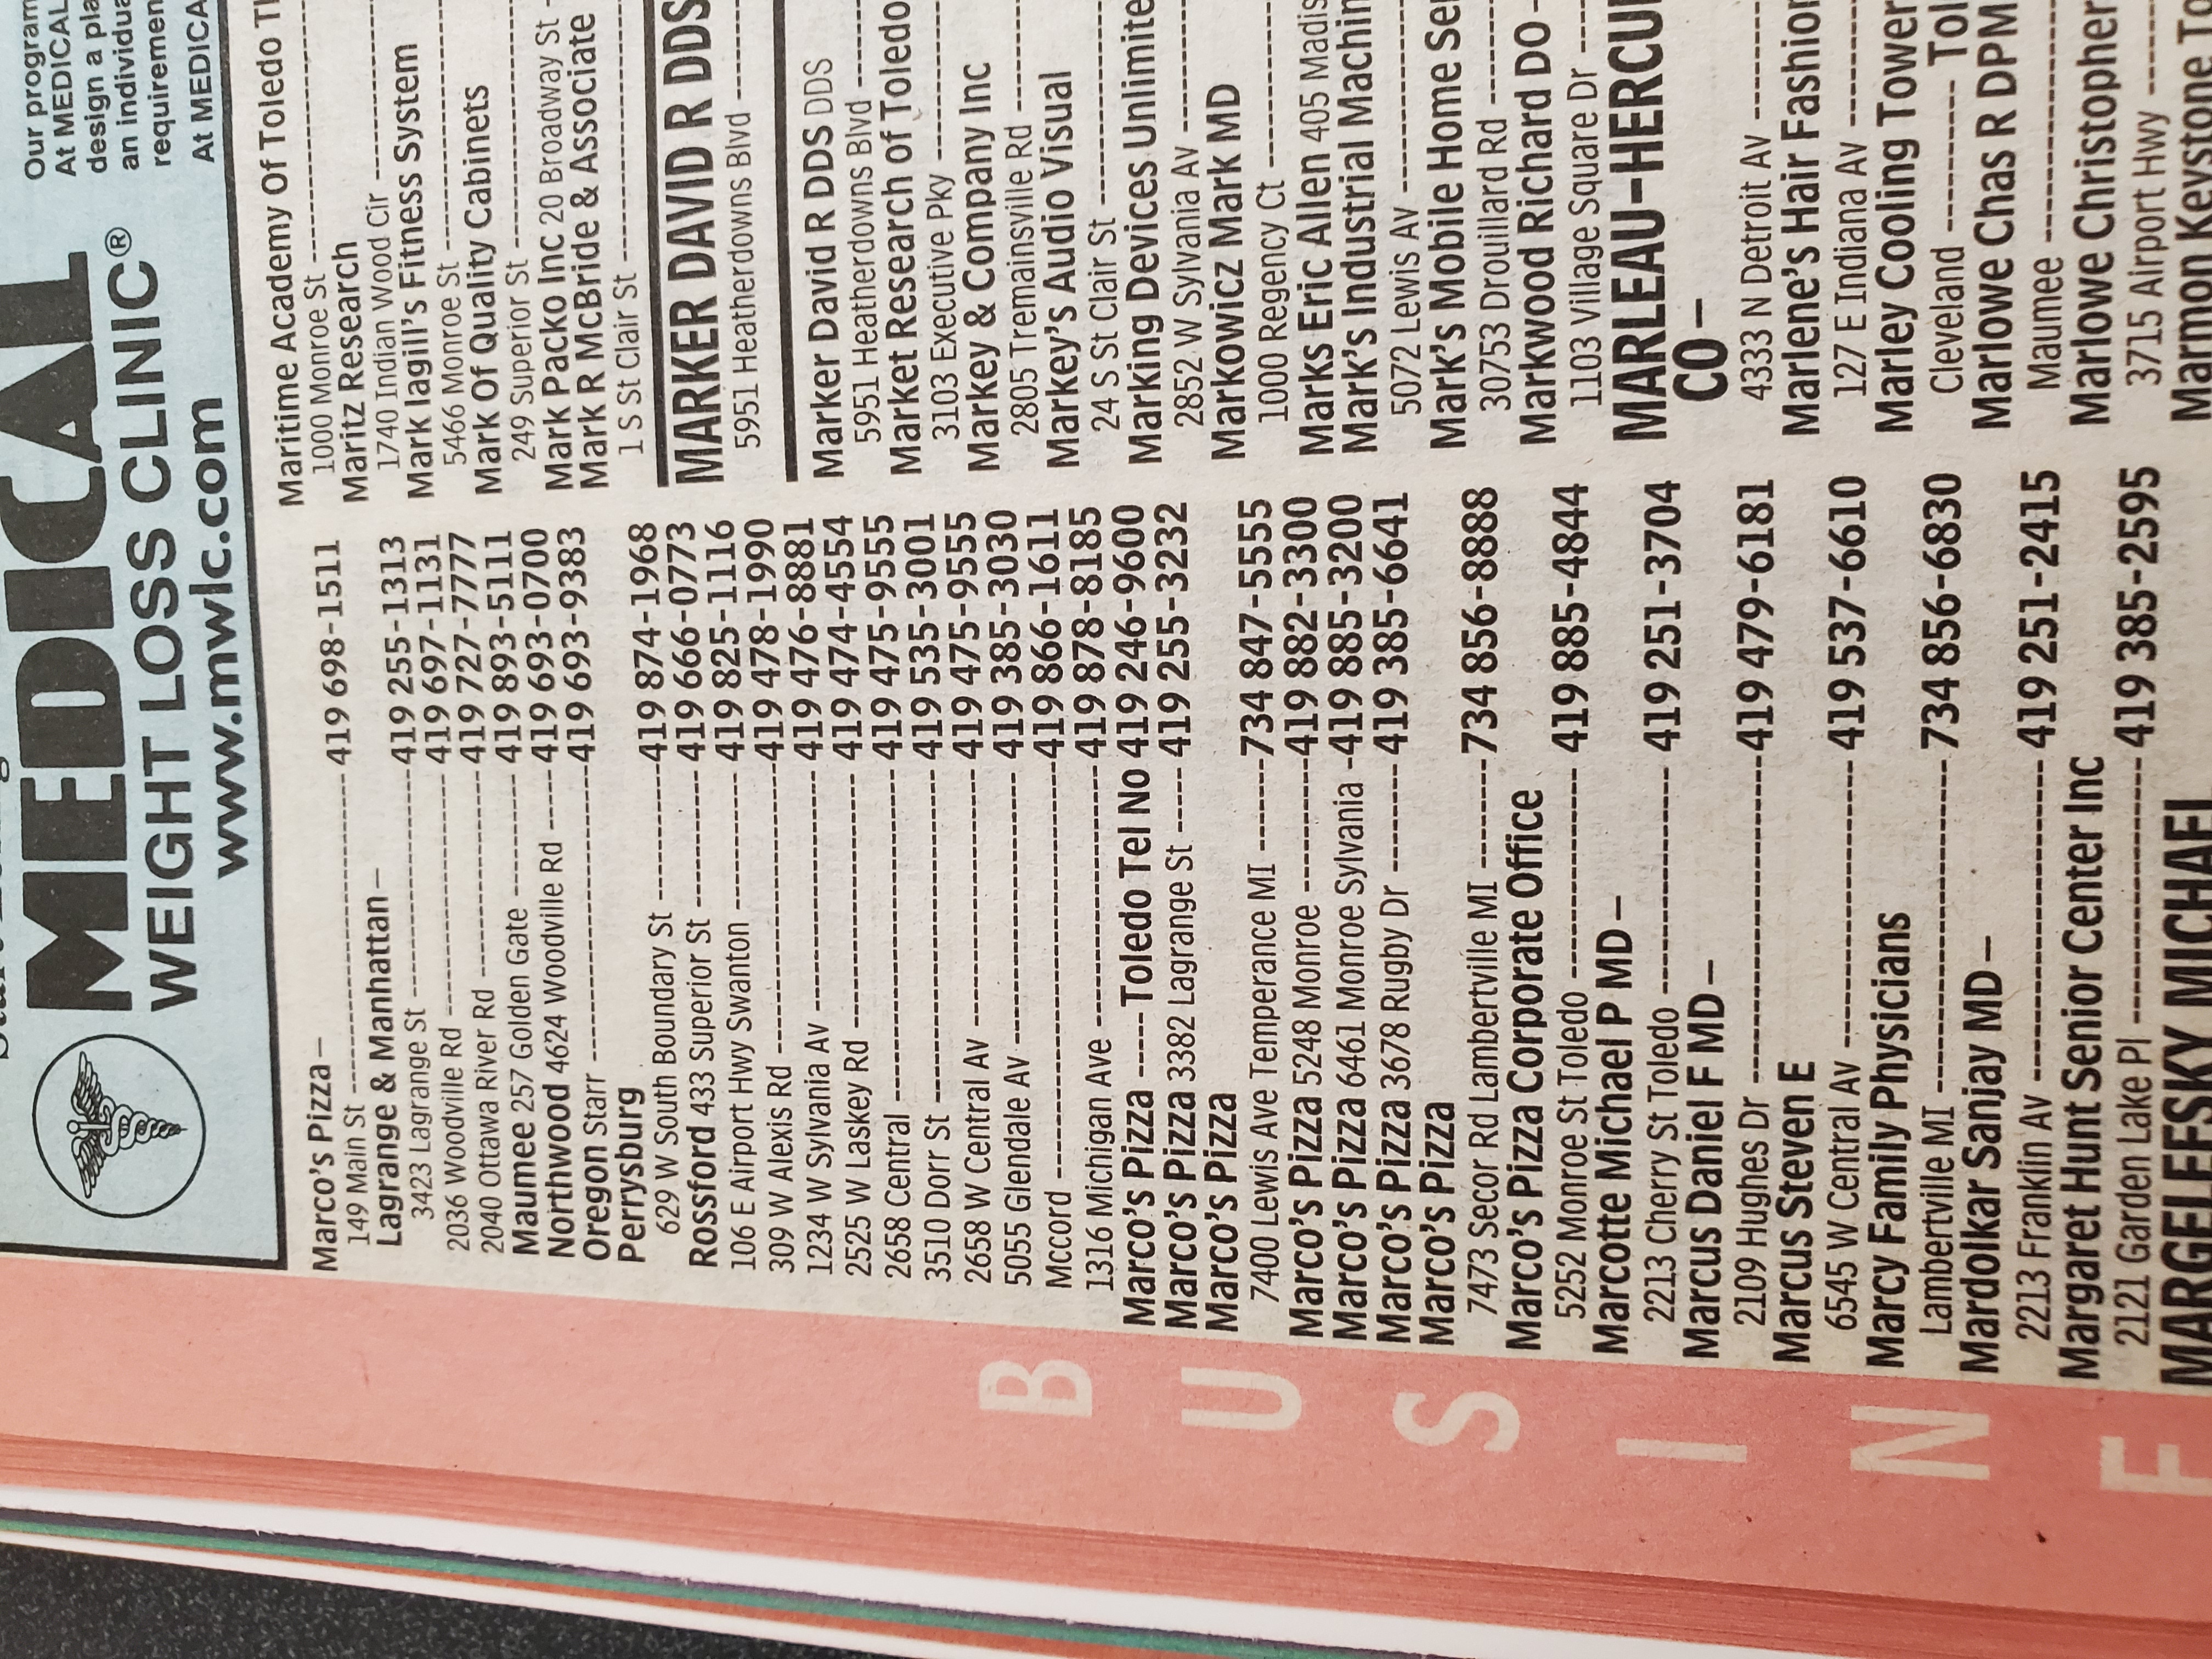 MEDICAL
WEIGHT LOSS CLINIC®
www.mwlc.com
Our program
At MEDICAL
design a pla
an individua
requiremen
At MEDICA
Marco's Pizza—
149 Main St ---------- 419 698-1511
Lagrange & Manhattan—
3423 Lagrange St ---------- 419 255-1313
2036 Woodville Rd ---------- 419 697-1131
2040 Ottawa River Rd ---------- 419 727-7777
Maumee 257 Golden Gate ---------- 419 893-5111
Northwood 4624 Woodville Rd ----- 419 693-0700
Oregon Starr ---------- 419 693-9383
Perrysburg
629 W South Boundary St ---------- 419 874-1968
Rossford 433 Superior St ---------- 419 666-0773
106 E Airport Hwy Swanton ---------- 419 825-1116
309 W Alexis Rd ---------- 419 478-1990
1234 W Sylvania Av ---------- 419 476-8881
2525 W Laskey Rd ---------- 419 474-4554
2658 Central ---------- 419 475-9555
3510 Dorr St ---------- 419 535-3001
2658 W Central Av ---------- 419 475-9555
5055 Glendale Av ---------- 419 385-3030
Mccord ---------- 419 866-1611
1316 Michigan Ave ---------- 419 878-8185
Marco's Pizza ----- Toledo Tel No 419 246-9600
Marco's Pizza 3382 Lagrange St ----- 419 255-3232
Marco's Pizza
7400 Lewis Ave Temperance MI -------- 734 847-5555
Marco's Pizza 5248 Monroe ---------- 419 882-3300
Marco's Pizza 6461 Monroe Sylvania -419 885-3200
Marco's Pizza 3678 Rugby Dr --------- 419 385-6641
Marco's Pizza
7473 Secor Rd Lambertville MI --------- 734 856-8888
Marco's Pizza Corporate Office
5252 Monroe St Toledo ---------- 419 885-4844
Marcotte Michael P MD—
2213 Cherry St Toledo ---------- 419 251-3704
Marcus Daniel F MD—
2109 Hughes Dr ---------- 419 479-6181
Marcus Steven E
6545 W Central Av ---------- 419 537-6610
Marcy Family Physicians
Lambertville MI ---------- 734 856-6830
Mardolkar Sanjay MD—
2213 Franklin Av ---------- 419 251-2415
Margaret Hunt Senior Center Inc
2121 Garden Lake Pl ---------- 419 385-2595
MARGELEFSKY MICHAEL
Maritime Academy Of Toledo Th
1000 Monroe St ----------
Maritz Research
1740 Indian Wood Cir ----------
Mark Iagill's Fitness System
5466 Monroe St ----------
Mark Of Quality Cabinets
249 Superior St ----------
Mark Packo Inc 20 Broadway St -
Mark R McBride & Associate
1 S St Clair St ----------
MARKER DAVID R DDS
5951 Heatherdowns Blvd ----------
Marker David R DDS DDS
5951 Heatherdowns Blvd ----------
Market Research of Toledo
3103 Executive Pky ----------
Markey & Company Inc
2805 Tremainsville Rd ----------
Markey's Audio Visual
24 S St Clair St ----------
Marking Devices Unlimite
2852 W Sylvania Av ----------
Markowicz Mark MD
1000 Regency Ct ----------
Marks Eric Allen 405 Madis
Mark's Industrial Machin
5072 Lewis Av ----------
Mark's Mobile Home Ser
30753 Drouillard Rd ----------
Markwood Richard DO -
1103 Village Square Dr ----
MARLEAU-HERCUL
CO—
4333 N Detroit Av ----------
Marlene's Hair Fashion
127 E Indiana Av ----------
Marley Cooling Tower
Cleveland ---------- Tol
Marlowe Chas R DPM
Maumee ----------
Marlowe Christopher
3715 Airport Hwy ----------
Marmon Keystone To
B
U
S
I
N
E